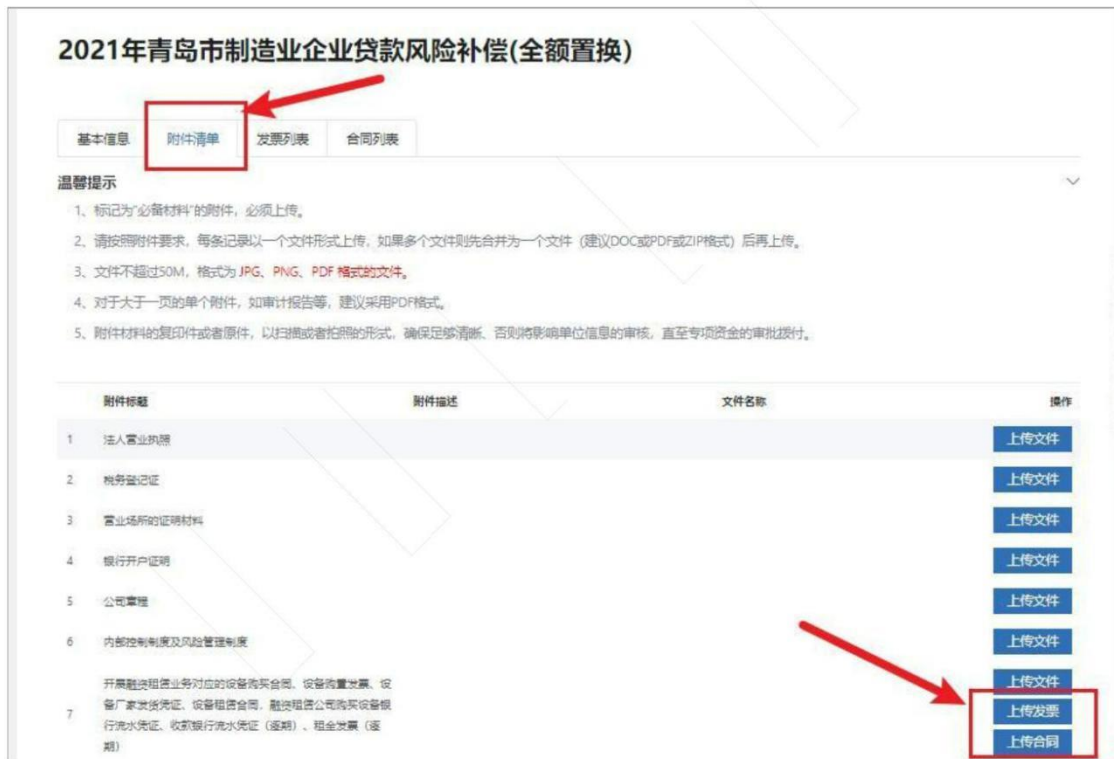 2021年青岛市制造业企业贷款风险补偿(全额置换)
基本信息 附件清单 发票列表 合同列表
温馨提示
1、标记为“必备材料”的附件，必须上传。
2、请按照附件要求，每条记录以一个文件形式上传，如果多个文件则先合并为一个文件（建议DOC或PDF或ZIP格式）后再上传。
3、文件不超过50M，格式为 JPG、PNG、PDF 格式的文件。
4、对于大于一页的单个附件，如审计报告等，建议采用PDF格式。
5、附件材料的复印件或者原件，以扫描或者拍照的形式，确保足够清晰、否则将影响单位信息的审核，直至专项资金的审批拨付。
附件标题 附件描述 文件名称 操作
1 法人营业执照 上传文件
2 税务登记证 上传文件
3 营业场所的证明材料 上传文件
4 银行开户证明 上传文件
5 公司章程 上传文件
6 内部控制制度及风险管理制度 上传文件
7 开展融资租赁业务对应的设备购买合同、设备购置发票、设
备厂家发货凭证、设备租赁合同、融资租赁公司购买设备银
行流水凭证、收款银行流水凭证（逐期）、租金发票（逐
期）
上传文件
上传发票
上传合同